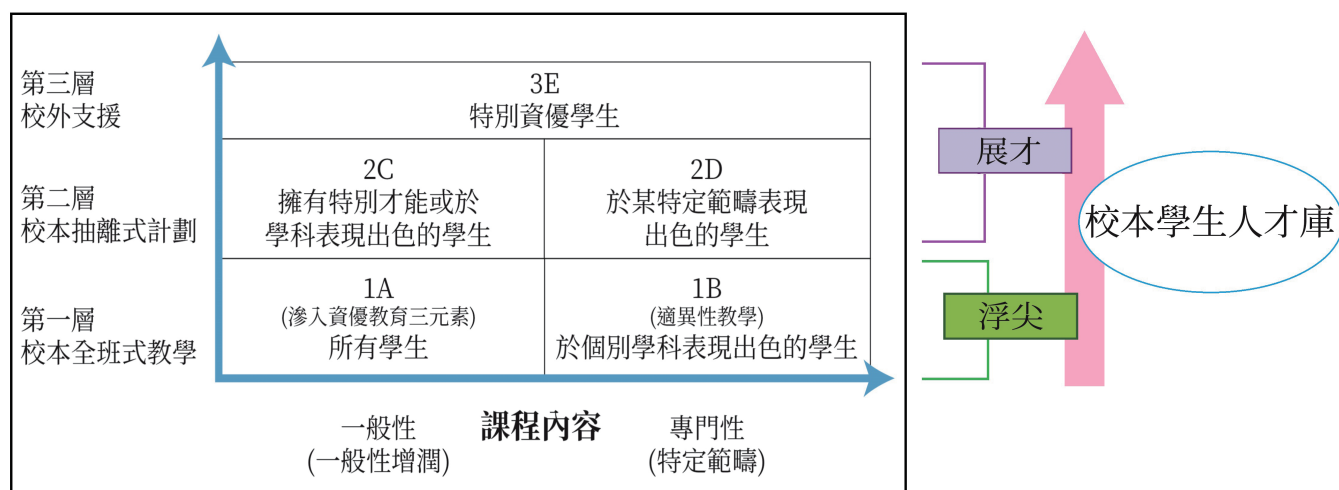 第三層
校外支援
3E
特別資優學生
第二層
校本抽離式計劃
2C
擁有特別才能或於
學科表現出色的學生
2D
於某特定範疇表現
出色的學生
第一層
校本全班式教學
1A
(滲入資優教育三元素)
所有學生
1B
(適異性教學)
於個別學科表現出色的學生
一般性
(一般性增潤)
課程內容
專門性
(特定範疇)
展才
浮尖
校本學生人才庫